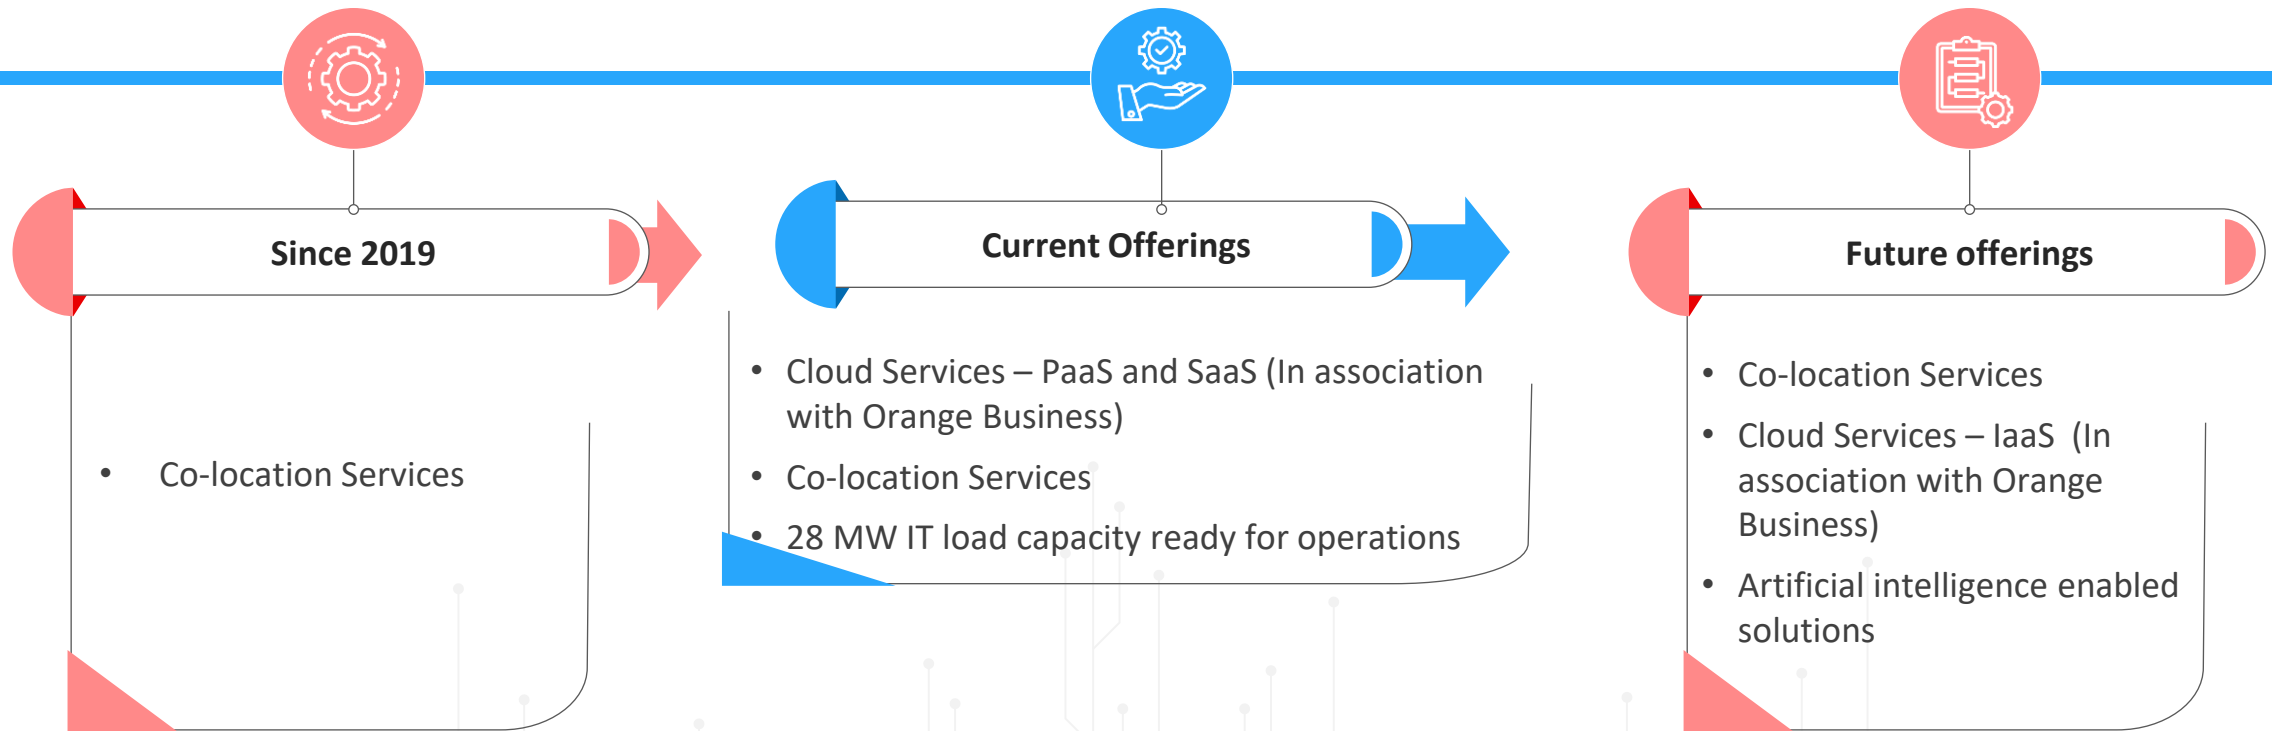 Since 2019
• Co-location Services
Current Offerings
• Cloud Services – PaaS and SaaS (In association
with Orange Business)
• Co-location Services
• 28 MW IT load capacity ready for operations
Future offerings
• Co-location Services
• Cloud Services – IaaS (In
association with Orange
Business)
• Artificial intelligence enabled
solutions